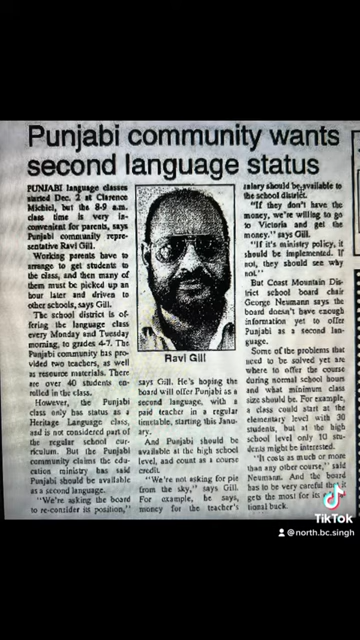 Punjabi community wants
second language status
PUNJABI language classes
started Dec. 2 at Clarence
Michiel, but the 8-9 a.m.
class time is very in-
convenient for parents, says
Punjabi community repre-
sentative Ravi Gill.
Working parents have to
arrange to get students to
the class, and then many of
them must be picked up an
hour later and driven to
other schools, says Gill.
The school district is of-
fering the language class
every Monday and Tuesday
morning, to grades 4-7. The
Punjabi community has pro-
vided two teachers, as well
as resource materials. There
are over 40 students en-
rolled in the class.
However, the Punjabi
class only has status as a
Heritage Language class,
and is not considered part of
the regular school cur-
riculum. But the Punjabi
community claims the edu-
cation ministry has said
Punjabi should be available
as a second language.
"We're asking the board
to re-consider its position,"
Ravi Gill
says Gill. He's hoping the
board will offer Punjabi as a
second language, with a
paid teacher in a regular
timetable, starting this Janu-
ary.
And Punjabi should be
available at the high school
level, and count as a course
credit.
"We're not asking for pie
from the sky," says Gill.
For example, he says,
money for the teacher's
salary should be available to
the school district.
"If they don't have the
money, we're willing to go
to Victoria and get the
money." says Gill.
"If it's ministry policy, it
should be implemented. If
not, they should see why
not."
But Coast Mountain Dis-
trict school board chair
George Neumann says the
board doesn't have enough
information yet to offer
Punjabi as a second lan-
guage.
Some of the problems that
need to be solved yet are
where to offer the course
during normal school hours
and what minimum class
size should be. For example,
a class could start at the
elementary level with 30
students, but at the high
school level only 10 stu-
dents might be interested.
"It costs as much or more
than any other course," said
Neumann. And the board
has to be very careful that it
gets the most for its
tional buck.
TikTok
@north.bc.singh